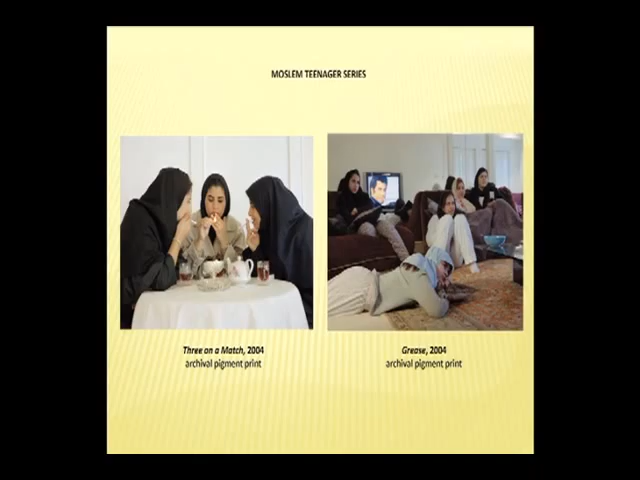 MOSLEM TEENAGER SERIES
Three on a Match, 2004
archival pigment print
Grease, 2004
archival pigment print